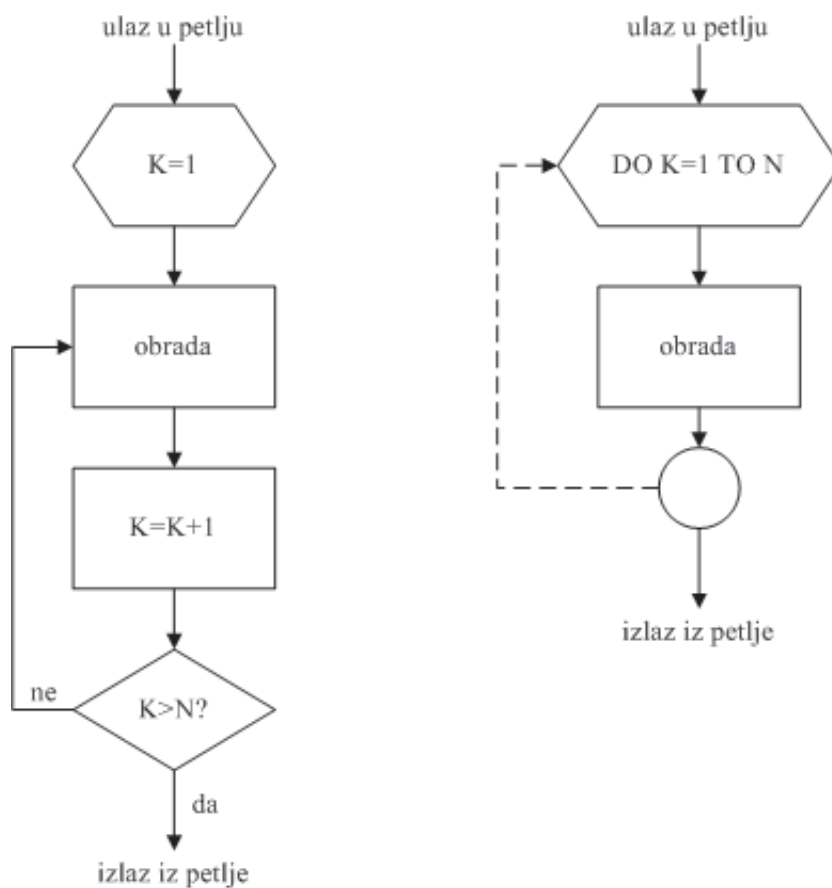 ulaz u petlju
K=1
obrada
K=K+1
K>N?
ne
da
izlaz iz petlje
ulaz u petlju
DO K=1 TO N
obrada
izlaz iz petlje